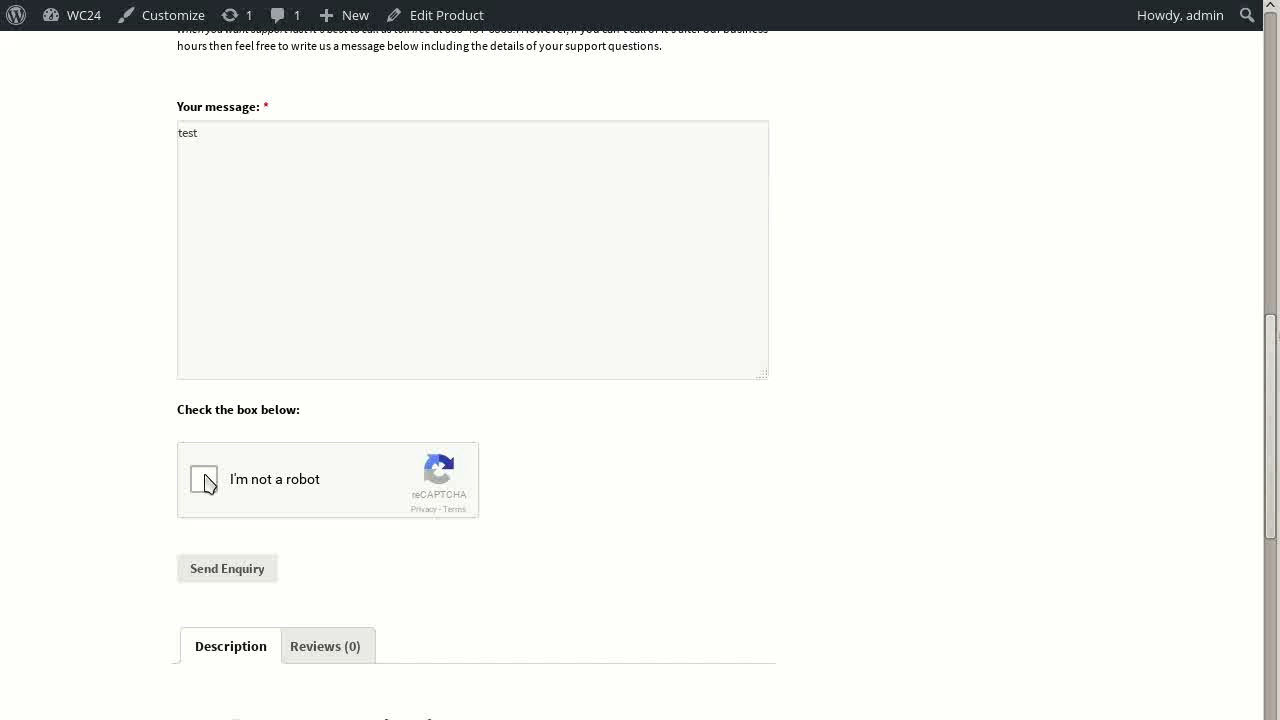 WC24 Customize 1 1 New Edit Product Howdy, admin
hours then feel free to write us a message below including the details of your support questions.
Your message: *
test
Check the box below:
I'm not a robot
reCAPTCHA
Privacy - Terms
Send Enquiry
Description Reviews (0)